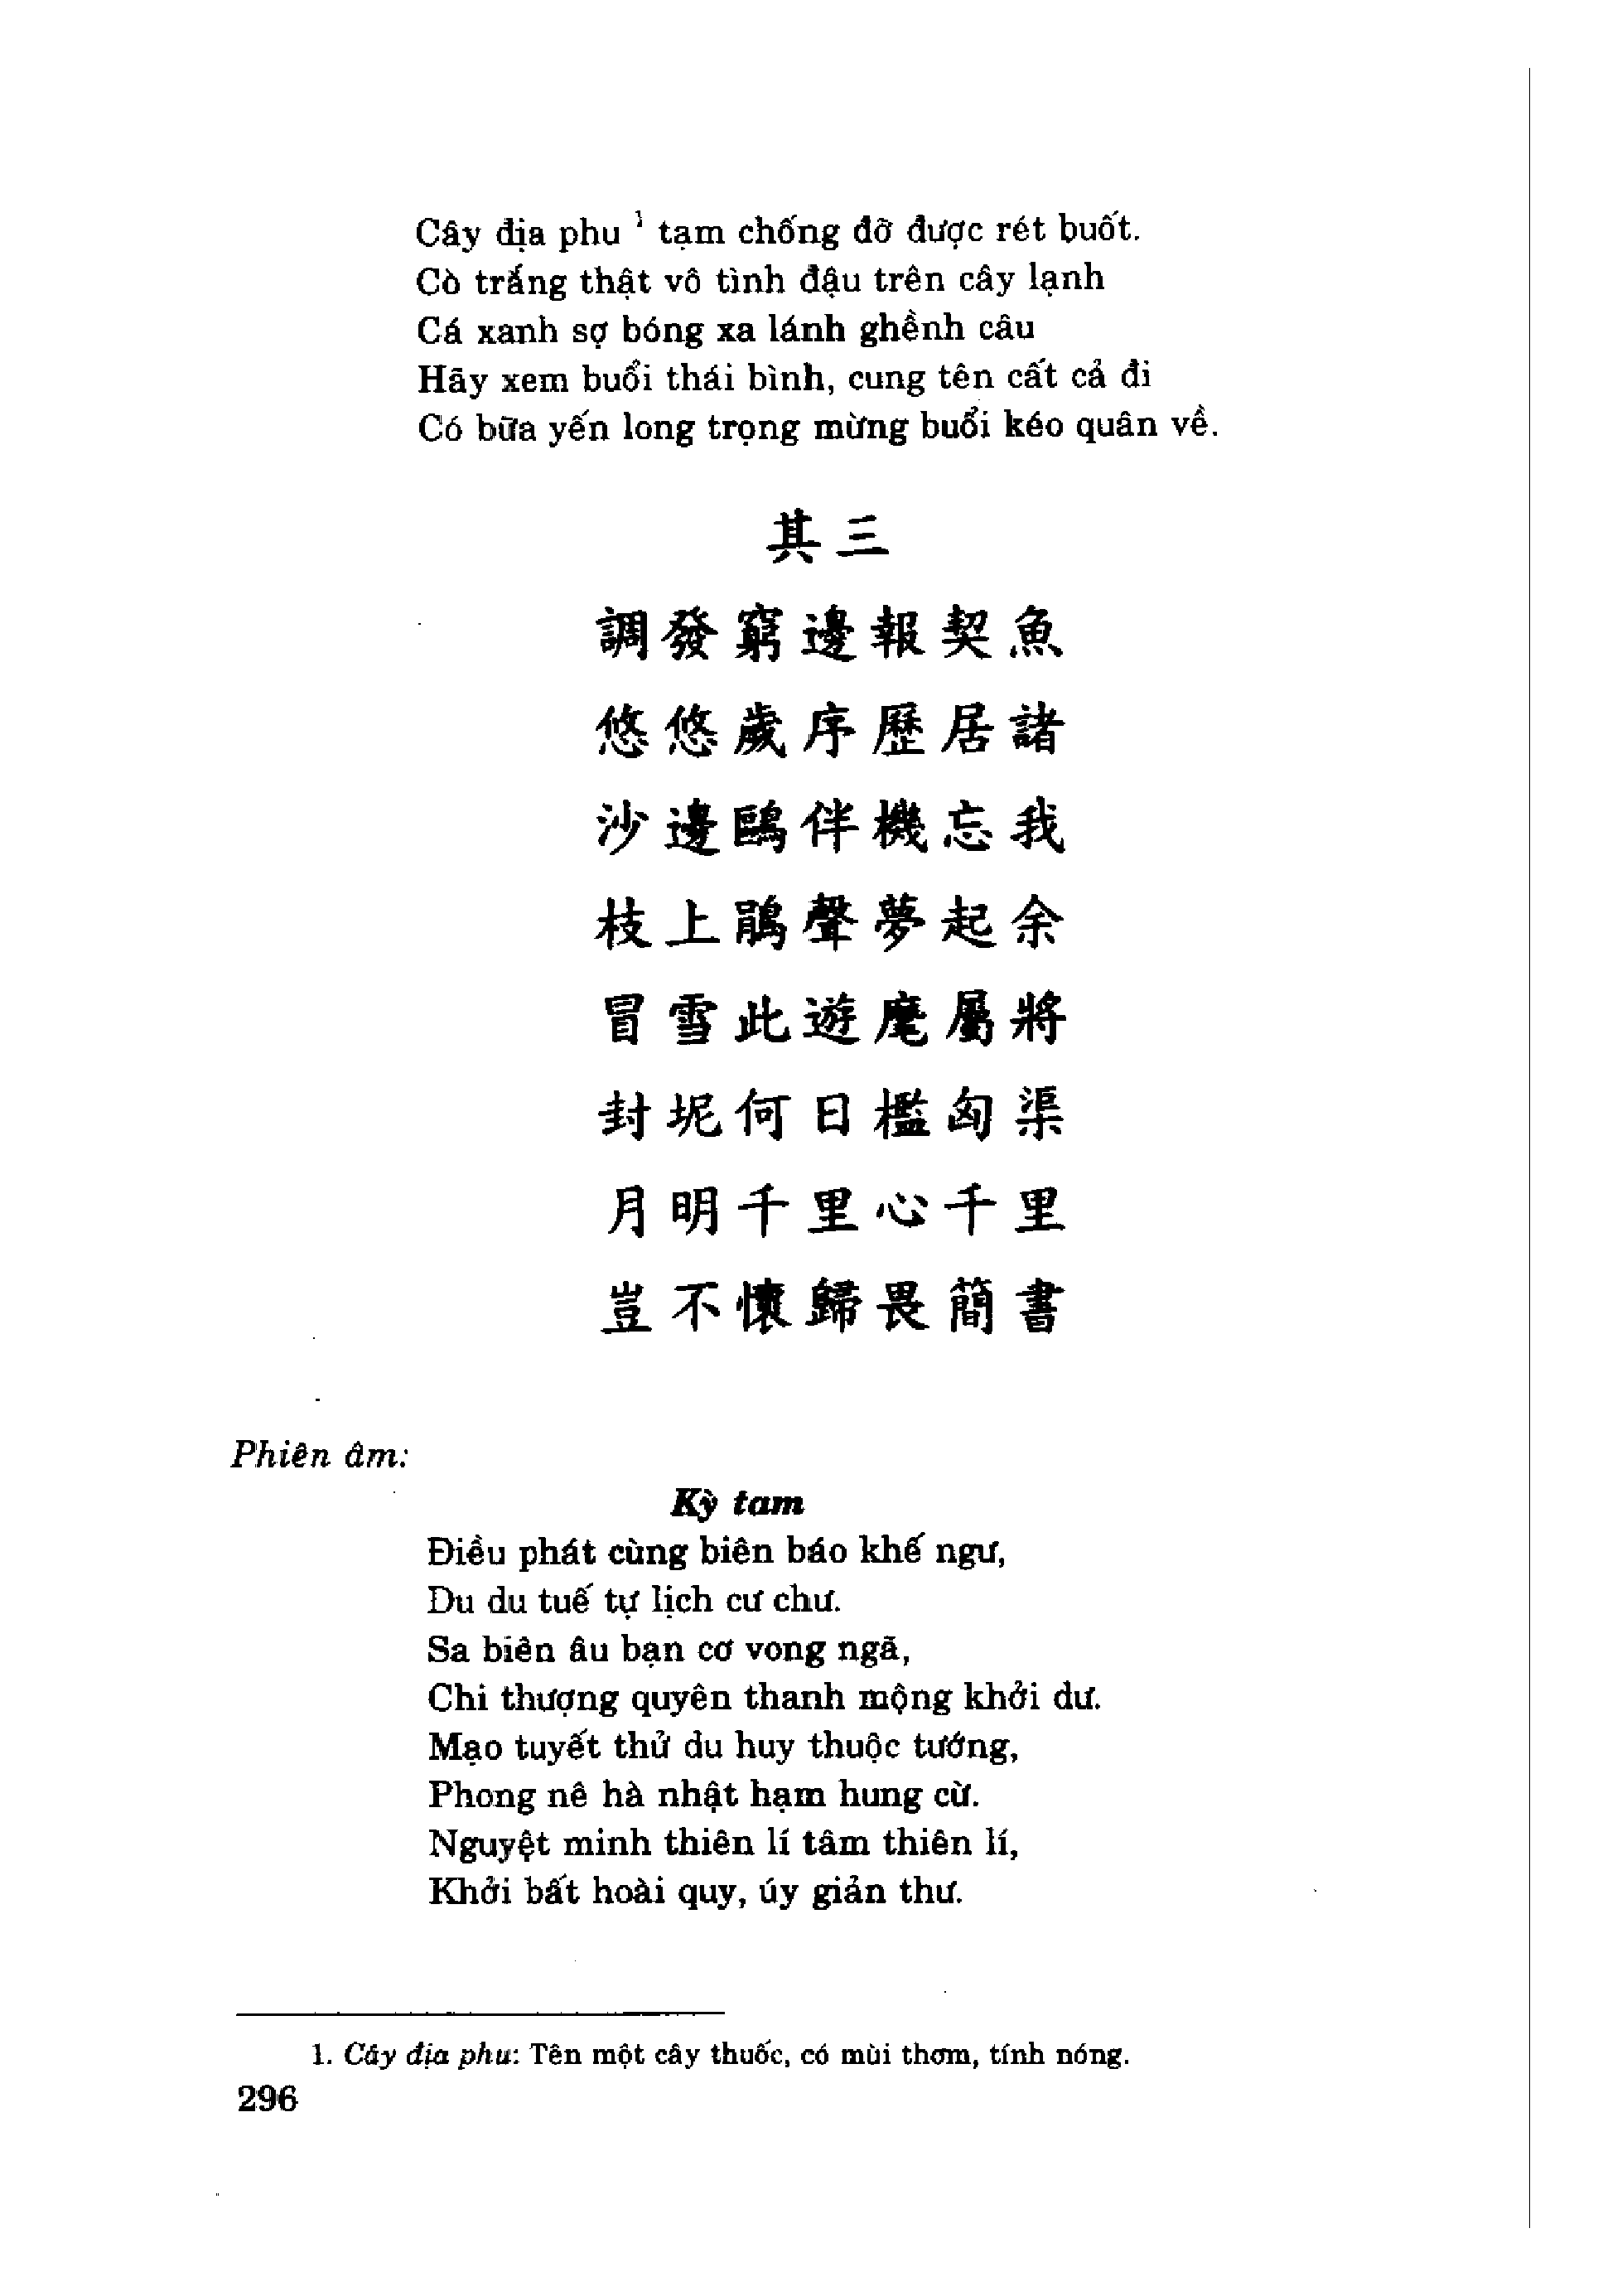 Cây địa phu ¹ tạm chống đỡ được rét buốt.
Cò trắng thật vô tình đậu trên cây lạnh
Cá xanh sợ bóng xa lánh ghềnh câu
Hãy xem buổi thái bình, cung tên cất cả đi
Có bữa yến long trọng mừng buổi kéo quân về.
其三
調發窮邊報契魚
悠悠歲序歷居諸
沙邊鷗伴機忘我
枝上鵑聲夢起余
冒雪此遊麾屬將
封坭何日檻匈渠
月明千里心千里
豈不懷歸畏簡書
Phiên âm:
Kỳ tam
Điều phát cùng biên báo khế ngư,
Du du tuế tự lịch cư chư.
Sa biên âu bạn cơ vong ngã,
Chi thượng quyên thanh mộng khởi dư.
Mạo tuyết thử du huy thuộc tướng,
Phong nê hà nhật hạm hung cừ.
Nguyệt minh thiên lí tâm thiên lí,
Khởi bất hoài quy, úy giản thư.
1. Cây địa phu: Tên một cây thuốc, có mùi thơm, tính nóng.
296